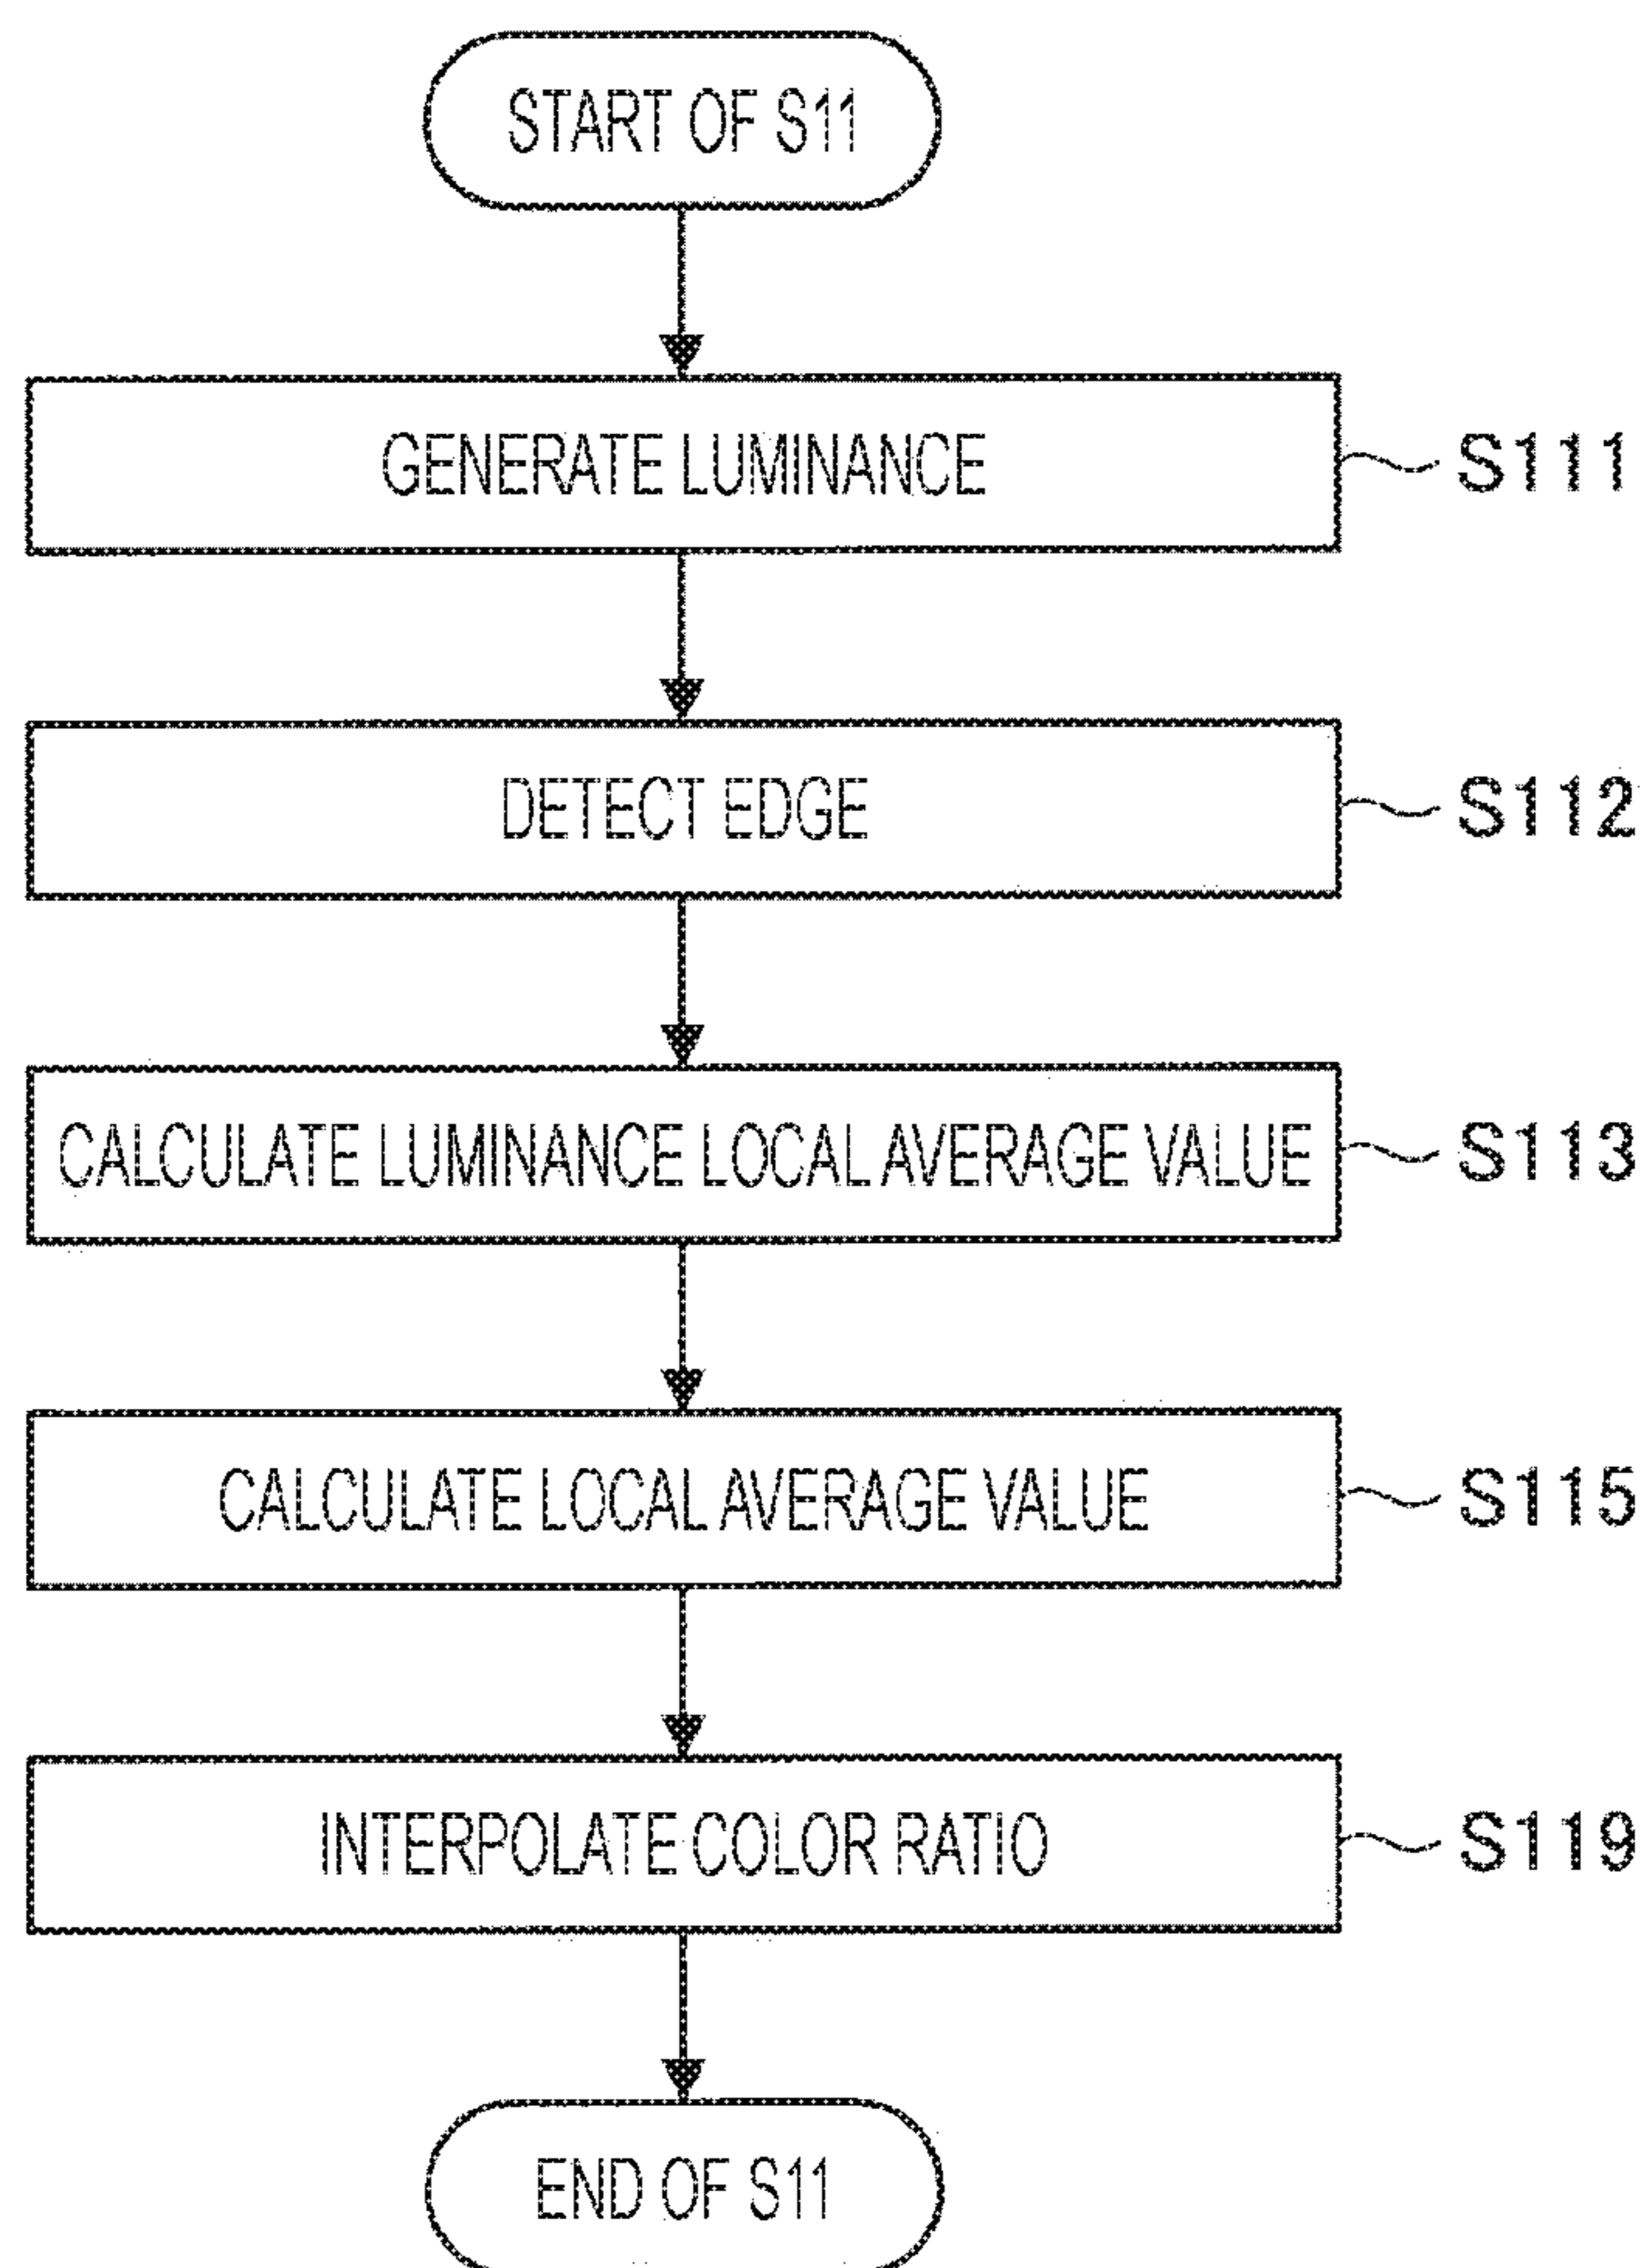 START OF S11
GENERATE LUMINANCE
S111
DETECT EDGE
S112
CALCULATE LUMINANCE LOCAL AVERAGE VALUE
S113
CALCULATE LOCAL AVERAGE VALUE
S115
INTERPOLATE COLOR RATIO
S119
END OF S11